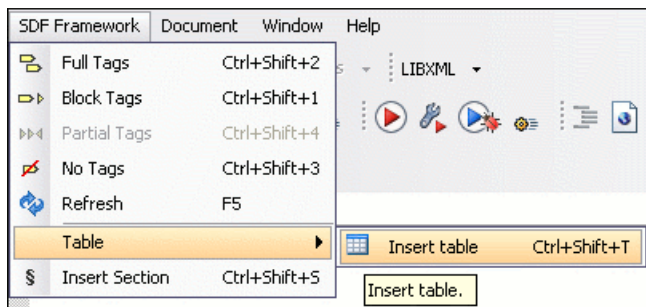 SDF Framework Document Window Help
Full Tags Ctrl+Shift+2
LIBXML
Block Tags Ctrl+Shift+1
Partial Tags Ctrl+Shift+4
No Tags Ctrl+Shift+3
Refresh F5
Table
Insert table Ctrl+Shift+T
§ Insert Section Ctrl+Shift+S
Insert table.